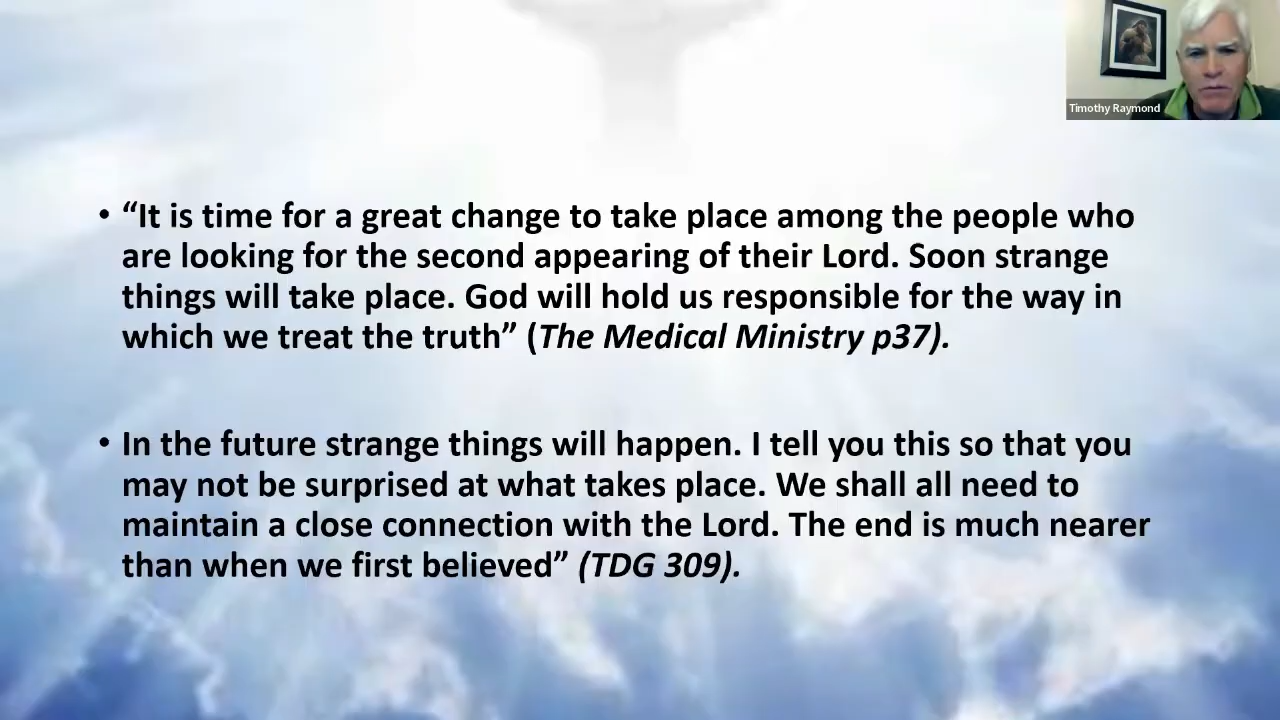 Timothy Raymond
• “It is time for a great change to take place among the people who
are looking for the second appearing of their Lord. Soon strange
things will take place. God will hold us responsible for the way in
which we treat the truth” (The Medical Ministry p37).
• In the future strange things will happen. I tell you this so that you
may not be surprised at what takes place. We shall all need to
maintain a close connection with the Lord. The end is much nearer
than when we first believed” (TDG 309).